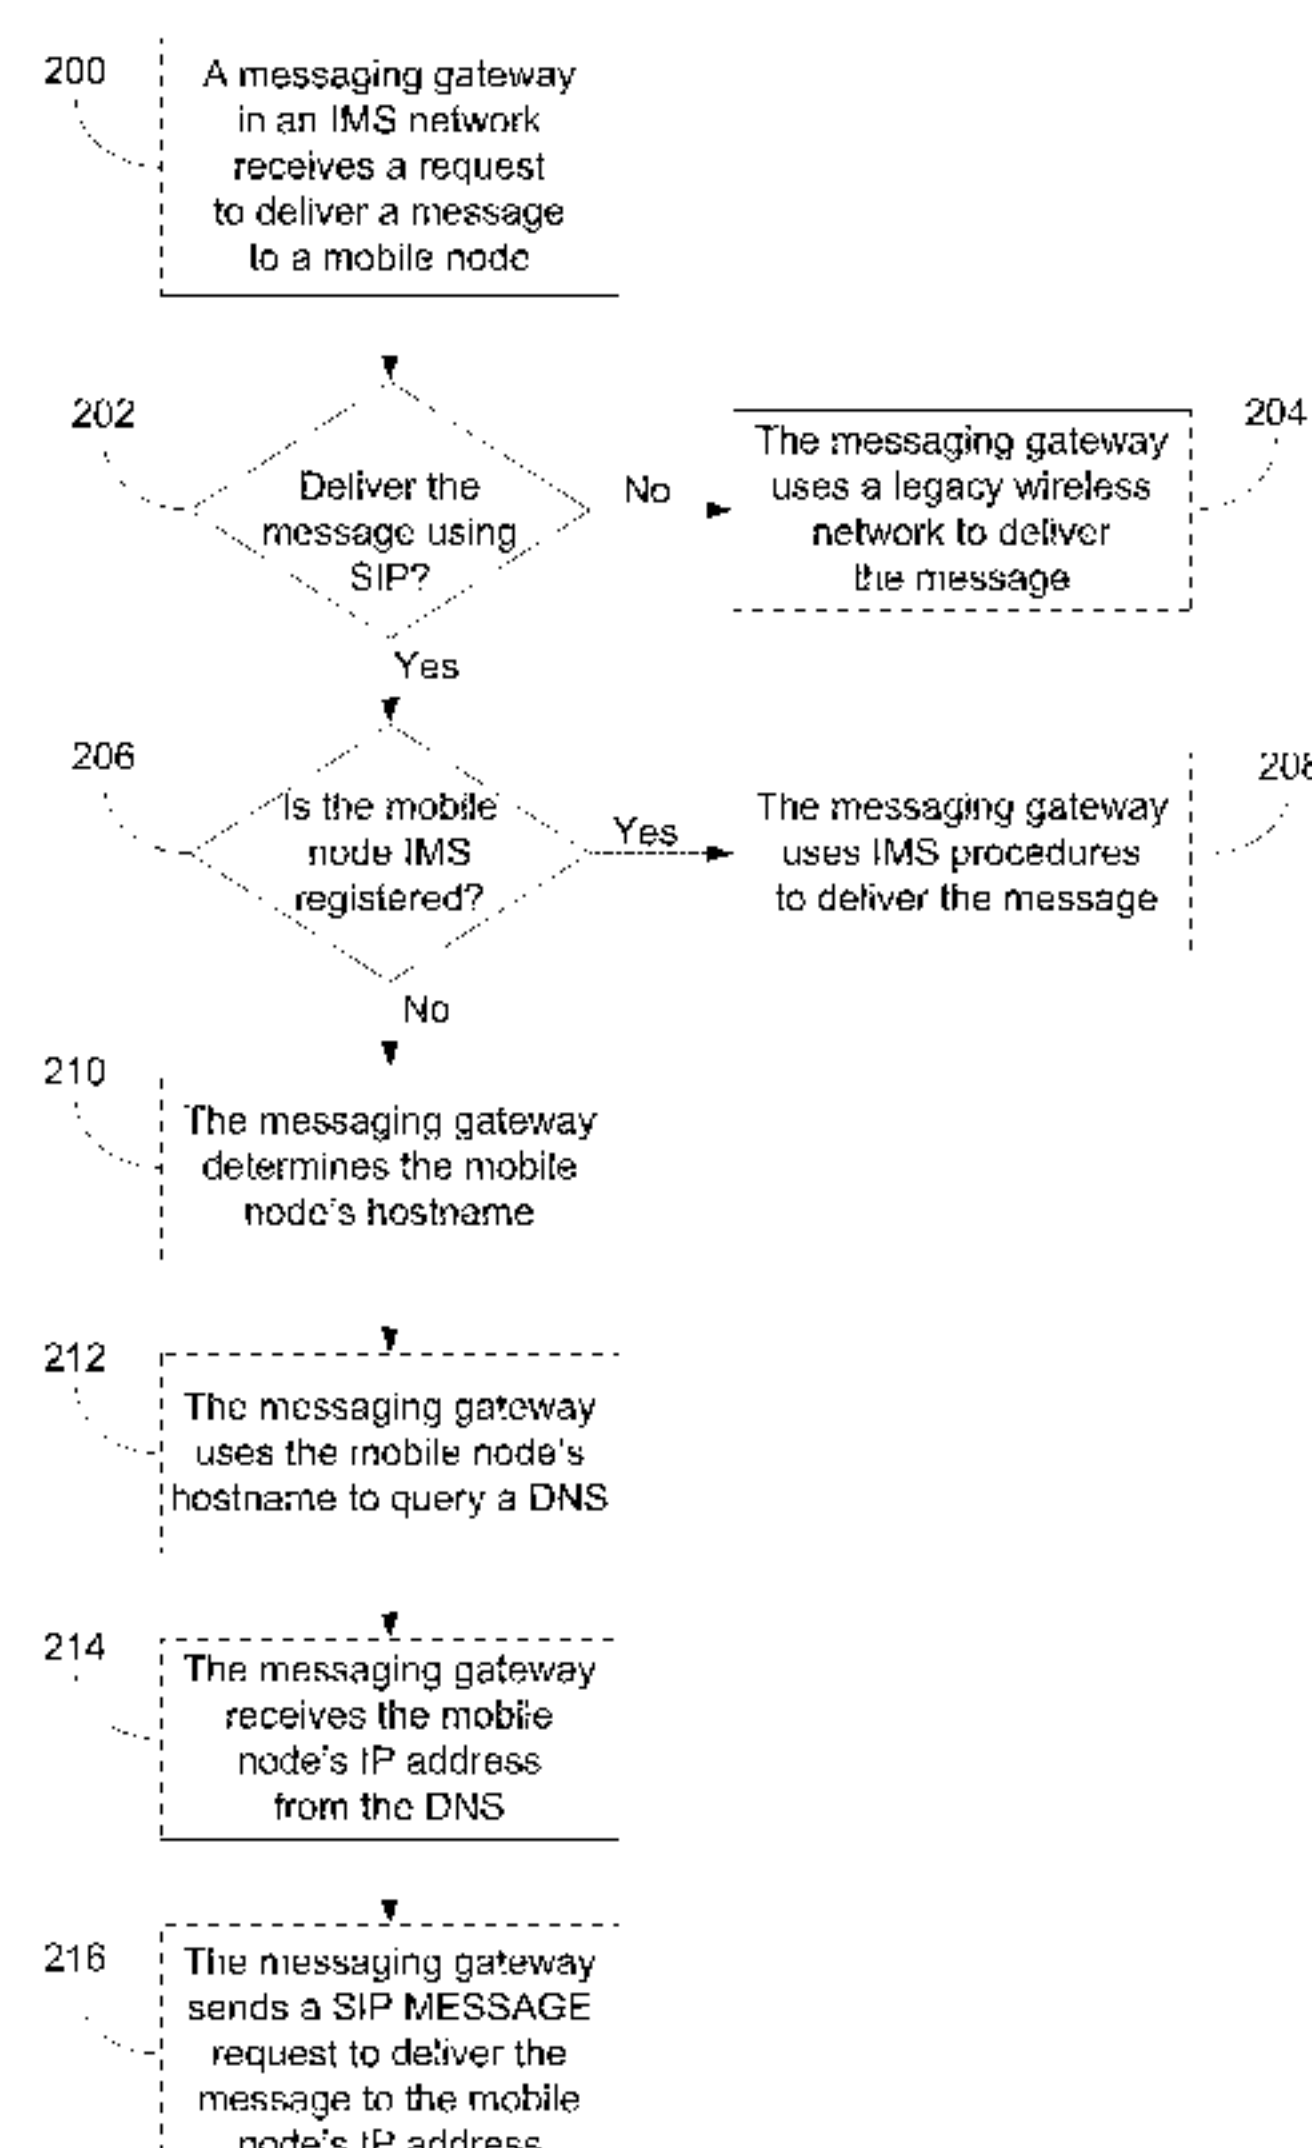 200
A messaging gateway
in an IMS network
receives a request
to deliver a message
to a mobile node
202
Deliver the
message using
SIP?
No
Yes
204
The messaging gateway
uses a legacy wireless
network to deliver
the message
206
Is the mobile
node IMS
registered?
Yes
No
208
The messaging gateway
uses IMS procedures
to deliver the message
210
The messaging gateway
determines the mobile
node's hostname
212
The messaging gateway
uses the mobile node's
hostname to query a DNS
214
The messaging gateway
receives the mobile
node's IP address
from the DNS
216
The messaging gateway
sends a SIP MESSAGE
request to deliver the
message to the mobile
node's IP address